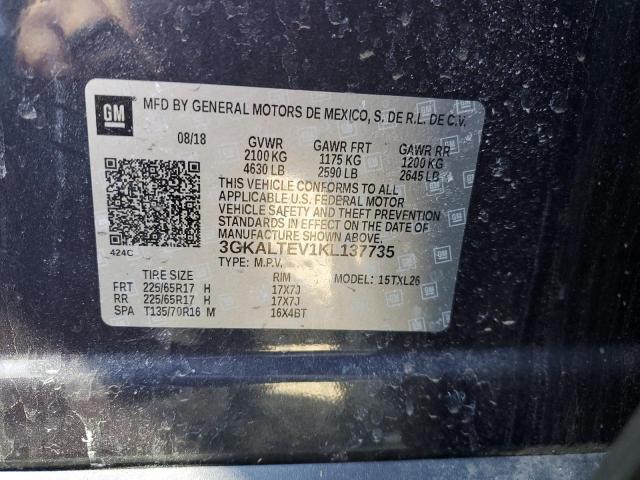 GM
MFD BY GENERAL MOTORS DE MEXICO, S. DE R.L. DE C.V.
08/18 GVWR GAWR FRT GAWR RR
2100 KG 1175 KG 1200 KG
4630 LB 2590 LB 2645 LB
THIS VEHICLE CONFORMS TO ALL
APPLICABLE U.S. FEDERAL MOTOR
VEHICLE SAFETY AND THEFT PREVENTION
STANDARDS IN EFFECT ON THE DATE OF
MANUFACTURE SHOWN ABOVE.
424C 3GKALTEV1KL137735
TYPE: M.P.V.
TIRE SIZE RIM MODEL: 15TXL26
FRT 225/65R17 H 17X7J
RR 225/65R17 H 17X7J
SPA T135/70R16 M 16X4BT